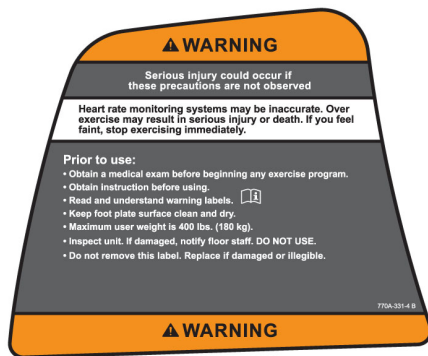 WARNING
Serious injury could occur if
these precautions are not observed
Heart rate monitoring systems may be inaccurate. Over
exercise may result in serious injury or death. If you feel
faint, stop exercising immediately.
Prior to use:
• Obtain a medical exam before beginning any exercise program.
• Obtain instruction before using.
• Read and understand warning labels.
• Keep foot plate surface clean and dry.
• Maximum user weight is 400 lbs. (180 kg).
• Inspect unit. If damaged, notify floor staff. DO NOT USE.
• Do not remove this label. Replace if damaged or illegible.
770A-331-4 B
WARNING